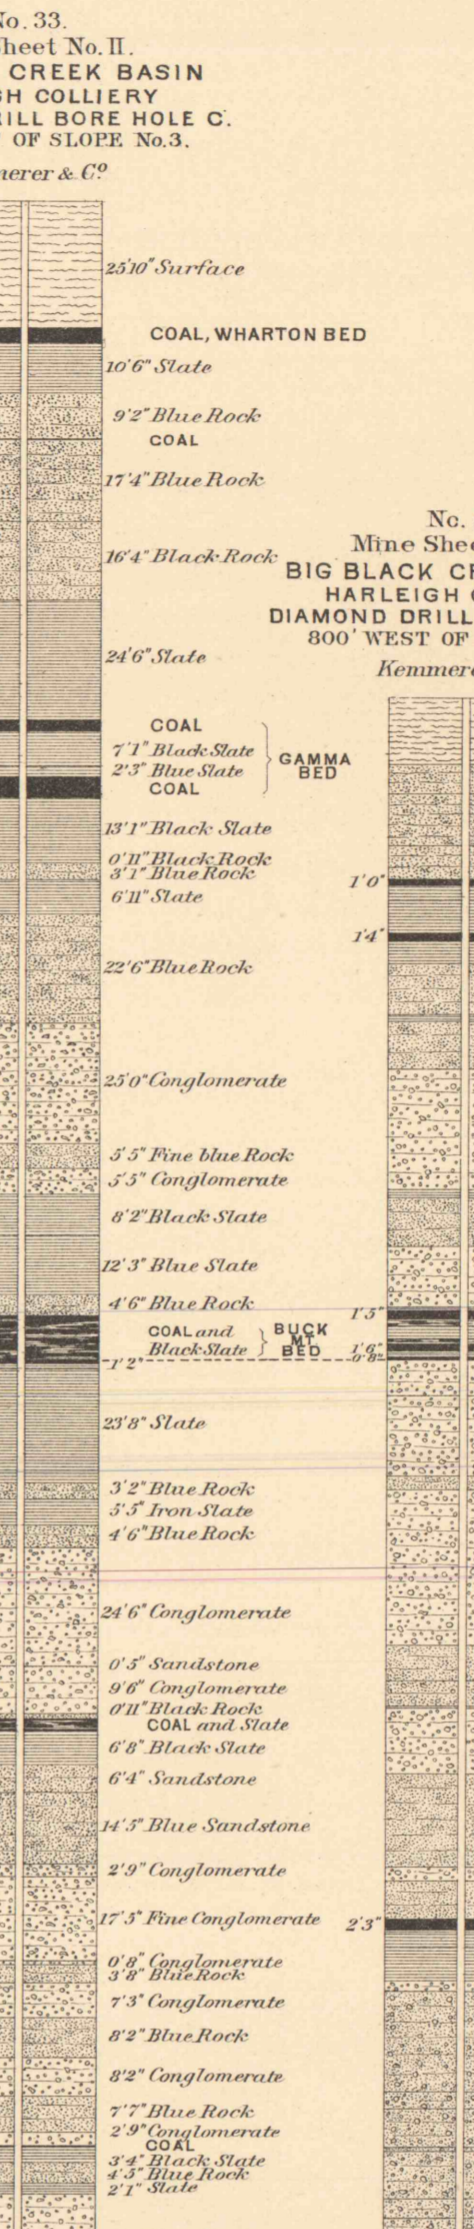 No. 33.
Sheet No. II.
CREEK BASIN
GH COLLIERY
RILL BORE HOLE C.
OF SLOPE No. 3.
merer & Co
25'10" Surface
COAL, WHARTON BED
10'6" Slate
9'2" Blue Rock
COAL
17'4" Blue Rock
16'4" Black Rock
24'6" Slate
COAL
7'1" Black Slate
2'3" Blue Slate
COAL
GAMMA
BED
13'1" Black Slate
0'11" Black Rock
3'1" Blue Rock
6'11" Slate
22'6" Blue Rock
25'0" Conglomerate
5'5" Fine blue Rock
5'5" Conglomerate
8'2" Black Slate
12'3" Blue Slate
4'6" Blue Rock
COAL and
Black Slate
BUCK
MT.
BED
1'2"
23'8" Slate
3'2" Blue Rock
5'5" Iron Slate
4'6" Blue Rock
24'6" Conglomerate
0'5" Sandstone
9'6" Conglomerate
0'11" Black Rock
COAL and Slate
6'8" Black Slate
6'4" Sandstone
14'5" Blue Sandstone
2'9" Conglomerate
17'5" Fine Conglomerate
0'8" Conglomerate
3'8" Blue Rock
7'3" Conglomerate
8'2" Blue Rock
8'2" Conglomerate
7'7" Blue Rock
2'9" Conglomerate
COAL
3'4" Black Slate
4'5" Blue Rock
2'1" Slate
No.
Mine Shee
BIG BLACK CR
HARLEIGH C
DIAMOND DRILL
800' WEST OF
Kemmere
1'0"
1'4"
1'5"
1'6"
0'8"
2'3"